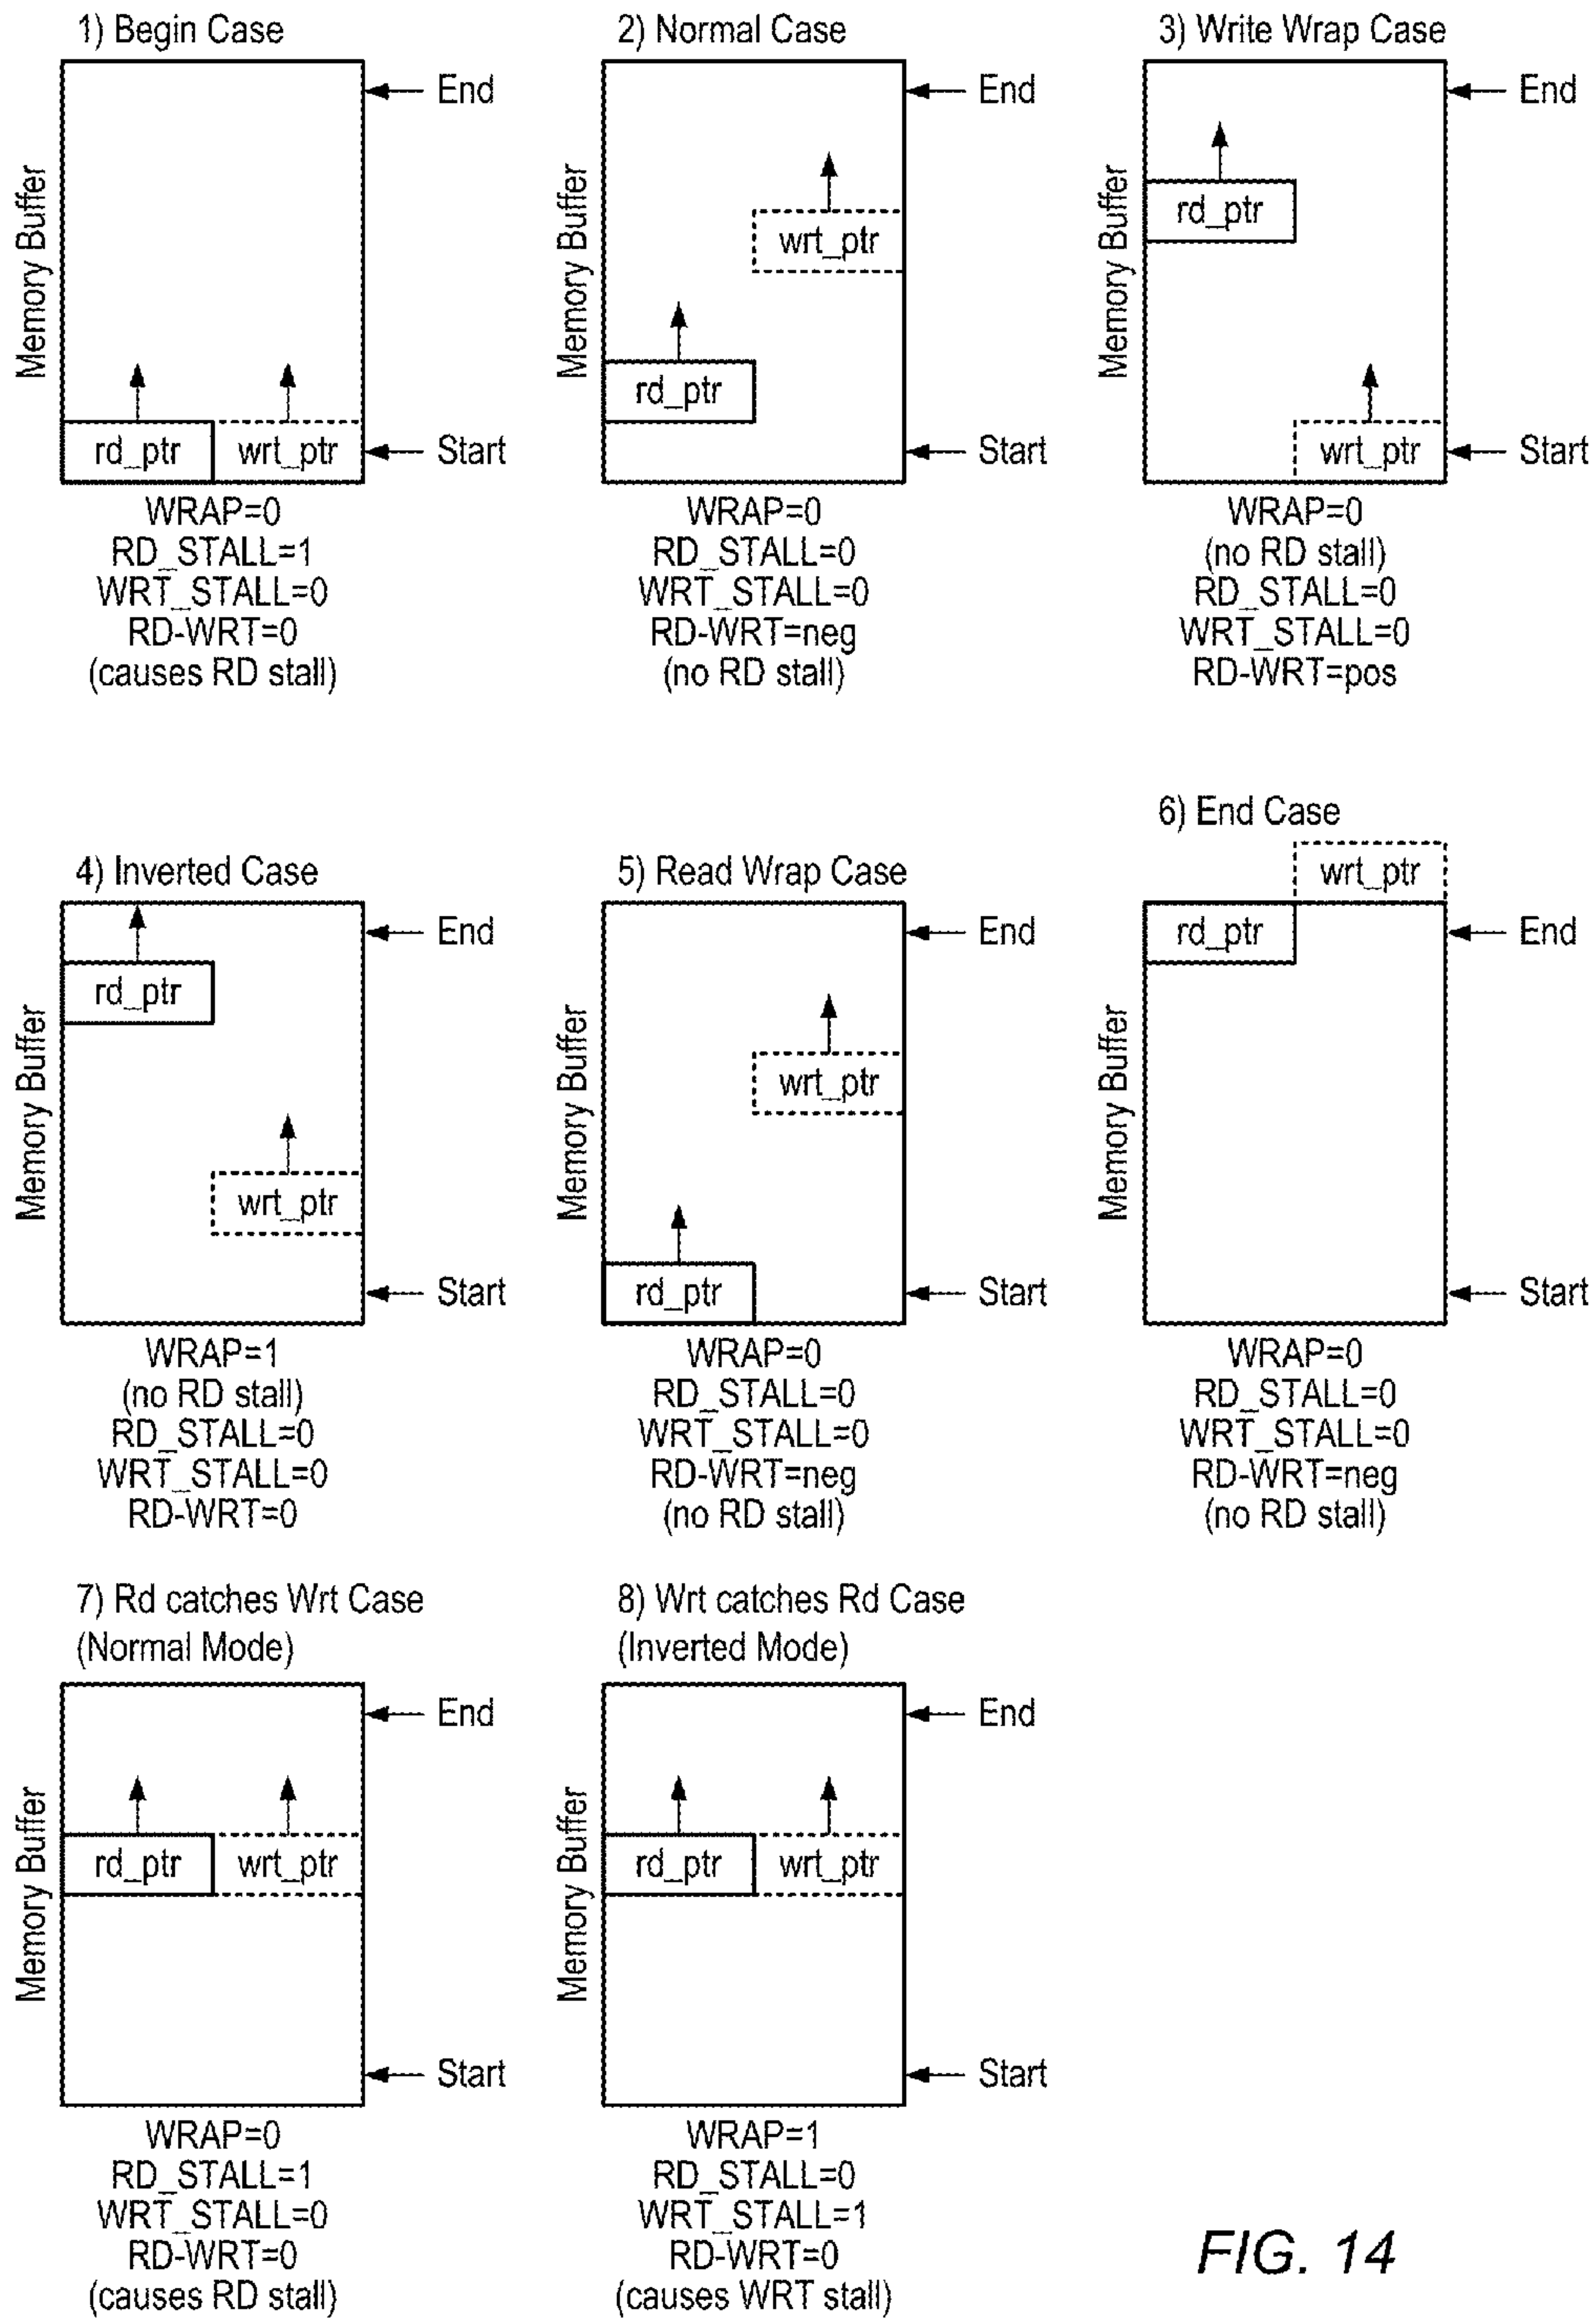 1) Begin Case
End
Memory Buffer
rd_ptr
wrt_ptr
Start
WRAP=0
RD_STALL=1
WRT_STALL=0
RD-WRT=0
(causes RD stall)
2) Normal Case
End
Memory Buffer
wrt_ptr
rd_ptr
Start
WRAP=0
RD_STALL=0
WRT_STALL=0
RD-WRT=neg
(no RD stall)
3) Write Wrap Case
End
Memory Buffer
rd_ptr
wrt_ptr
Start
WRAP=0
(no RD stall)
RD_STALL=0
WRT_STALL=0
RD-WRT=pos
4) Inverted Case
End
Memory Buffer
rd_ptr
wrt_ptr
Start
WRAP=1
(no RD stall)
RD_STALL=0
WRT_STALL=0
RD-WRT=0
5) Read Wrap Case
End
Memory Buffer
wrt_ptr
rd_ptr
Start
WRAP=0
RD_STALL=0
WRT_STALL=0
RD-WRT=neg
(no RD stall)
6) End Case
wrt_ptr
rd_ptr
End
Memory Buffer
Start
WRAP=0
RD_STALL=0
WRT_STALL=0
RD-WRT=neg
(no RD stall)
7) Rd catches Wrt Case
(Normal Mode)
End
Memory Buffer
rd_ptr
wrt_ptr
Start
WRAP=0
RD_STALL=1
WRT_STALL=0
RD-WRT=0
(causes RD stall)
8) Wrt catches Rd Case
(Inverted Mode)
End
Memory Buffer
rd_ptr
wrt_ptr
Start
WRAP=1
RD_STALL=0
WRT_STALL=1
RD-WRT=0
(causes WRT stall)
FIG. 14